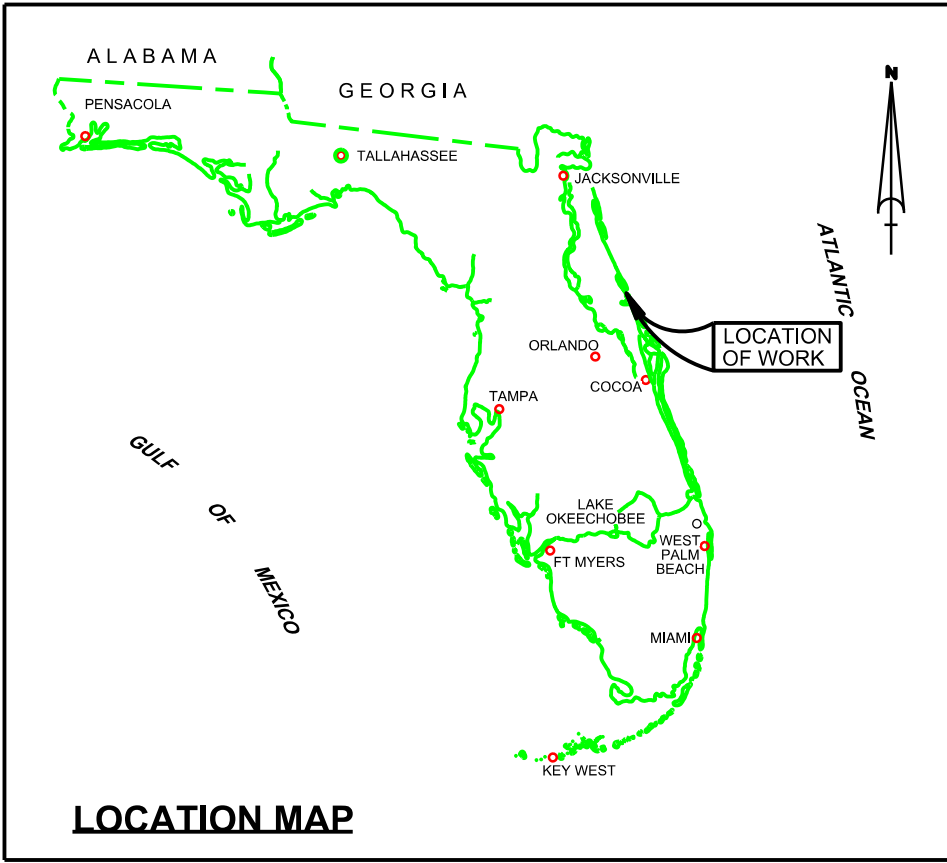 ALABAMA
GEORGIA
PENSACOLA
TALLAHASSEE
JACKSONVILLE
N
ATLANTIC
OCEAN
LOCATION
OF WORK
ORLANDO
COCOA
TAMPA
GULF
OF
MEXICO
LAKE
OKEECHOBEE
WEST
PALM
BEACH
FT MYERS
MIAMI
KEY WEST
LOCATION MAP